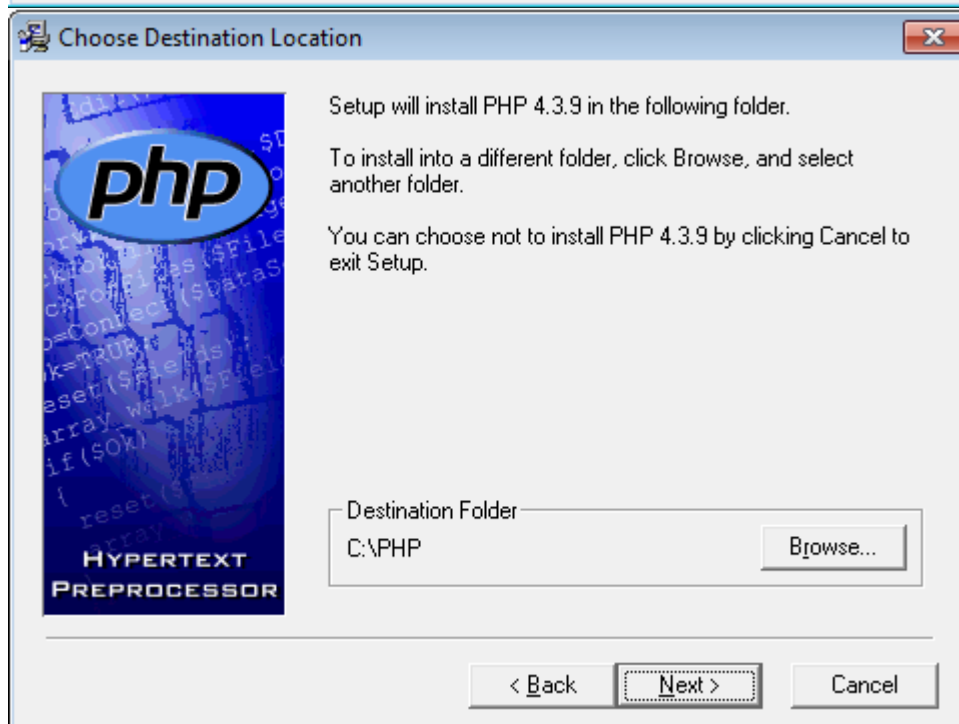 Choose Destination Location
php
HYPERTEXT
PREPROCESSOR
Setup will install PHP 4.3.9 in the following folder.
To install into a different folder, click Browse, and select
another folder.
You can choose not to install PHP 4.3.9 by clicking Cancel to
exit Setup.
Destination Folder
C:\PHP
Browse...
< Back
Next >
Cancel